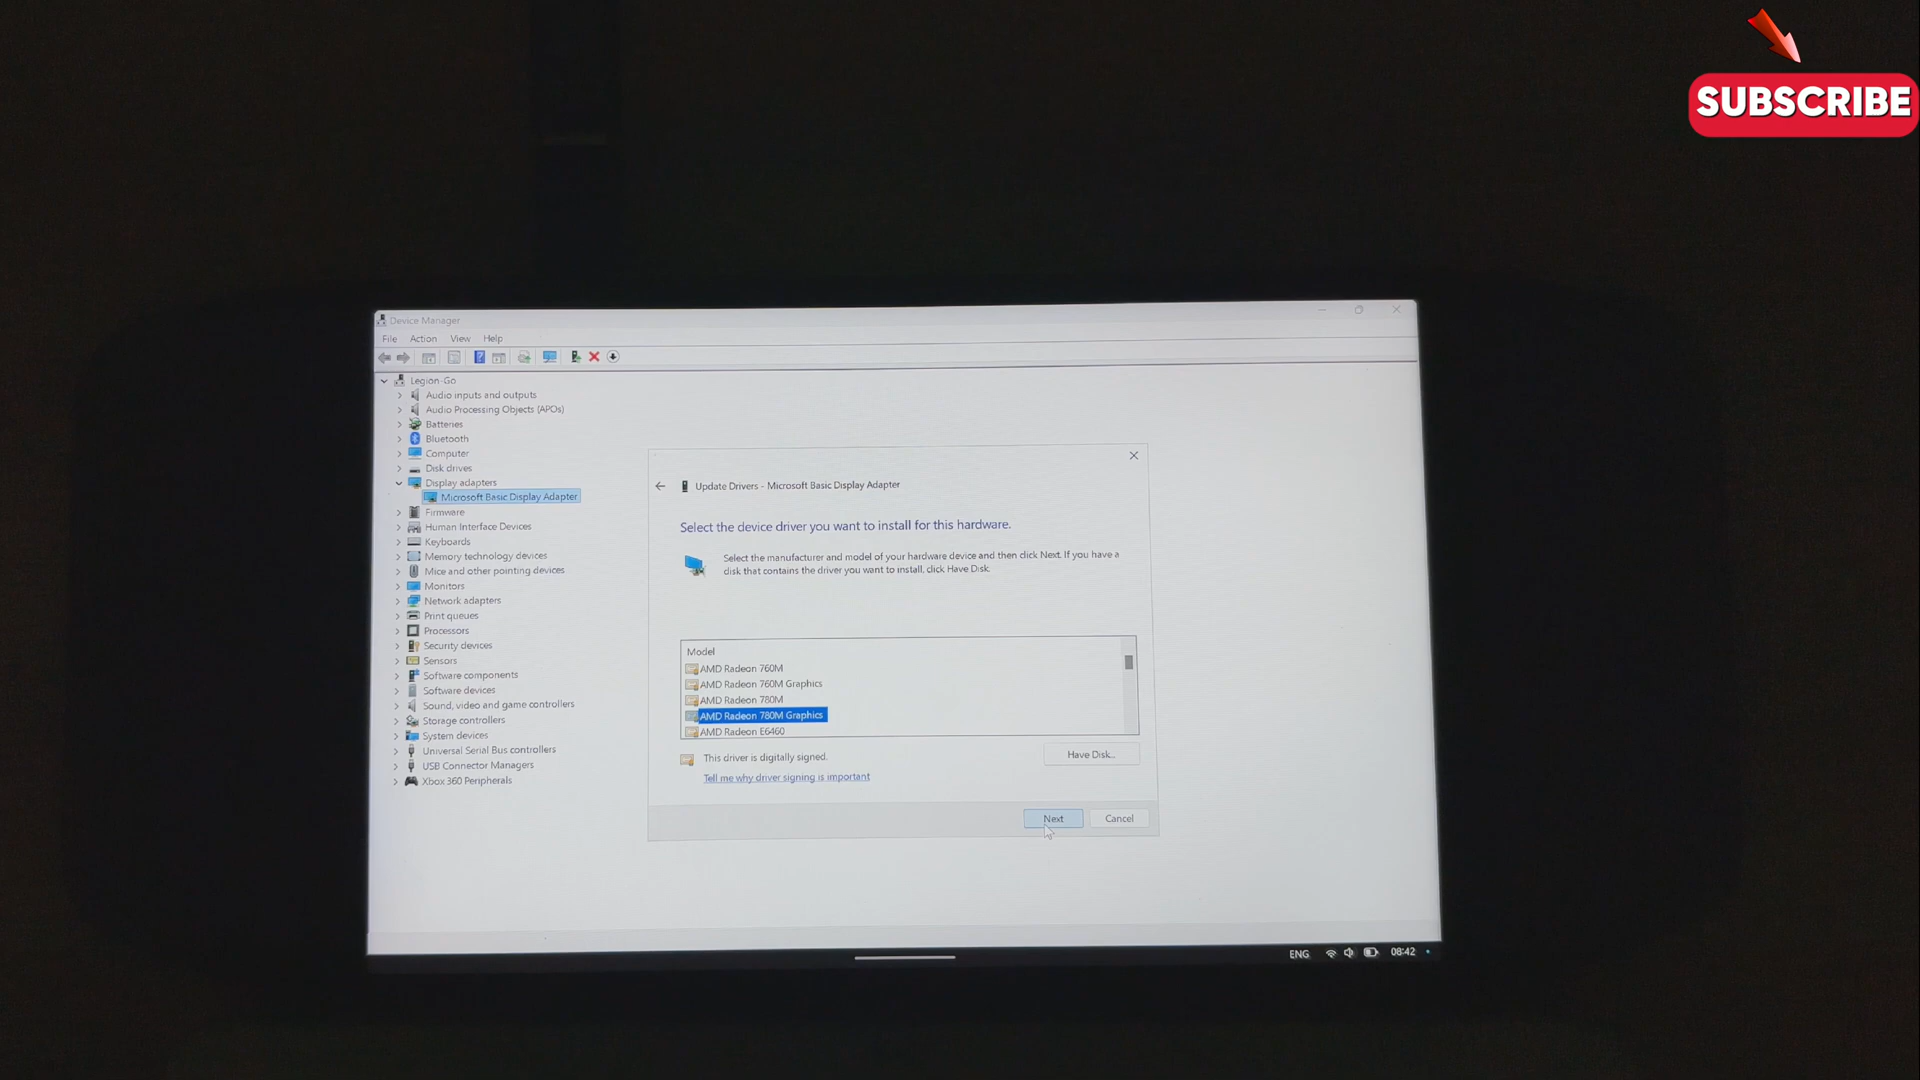 SUBSCRIBE
Device Manager
File Action View Help
Legion-Go
Audio inputs and outputs
Audio Processing Objects (APOs)
Batteries
Bluetooth
Computer
Disk drives
Display adapters
Microsoft Basic Display Adapter
Firmware
Human Interface Devices
Keyboards
Memory technology devices
Mice and other pointing devices
Monitors
Network adapters
Print queues
Processors
Security devices
Sensors
Software components
Software devices
Sound, video and game controllers
Storage controllers
System devices
Universal Serial Bus controllers
USB Connector Managers
Xbox 360 Peripherals
Update Drivers - Microsoft Basic Display Adapter
Select the device driver you want to install for this hardware.
Select the manufacturer and model of your hardware device and then click Next. If you have a
disk that contains the driver you want to install, click Have Disk.
Model
AMD Radeon 760M
AMD Radeon 760M Graphics
AMD Radeon 780M
AMD Radeon 780M Graphics
AMD Radeon E6460
This driver is digitally signed.
Have Disk...
Tell me why driver signing is important
Next
Cancel
ENG 08:42